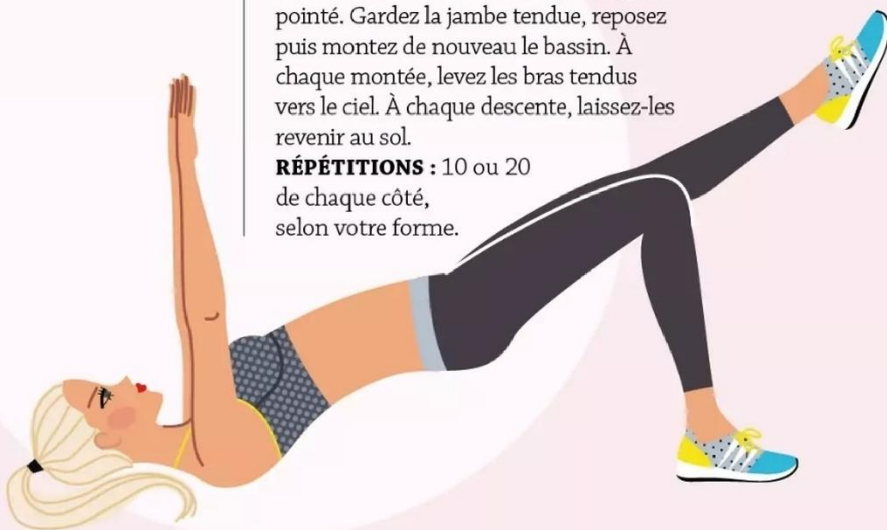 pointé. Gardez la jambe tendue, reposez
puis montez de nouveau le bassin. À
chaque montée, levez les bras tendus
vers le ciel. À chaque descente, laissez-les
revenir au sol.
RÉPÉTITIONS : 10 ou 20
de chaque côté,
selon votre forme.